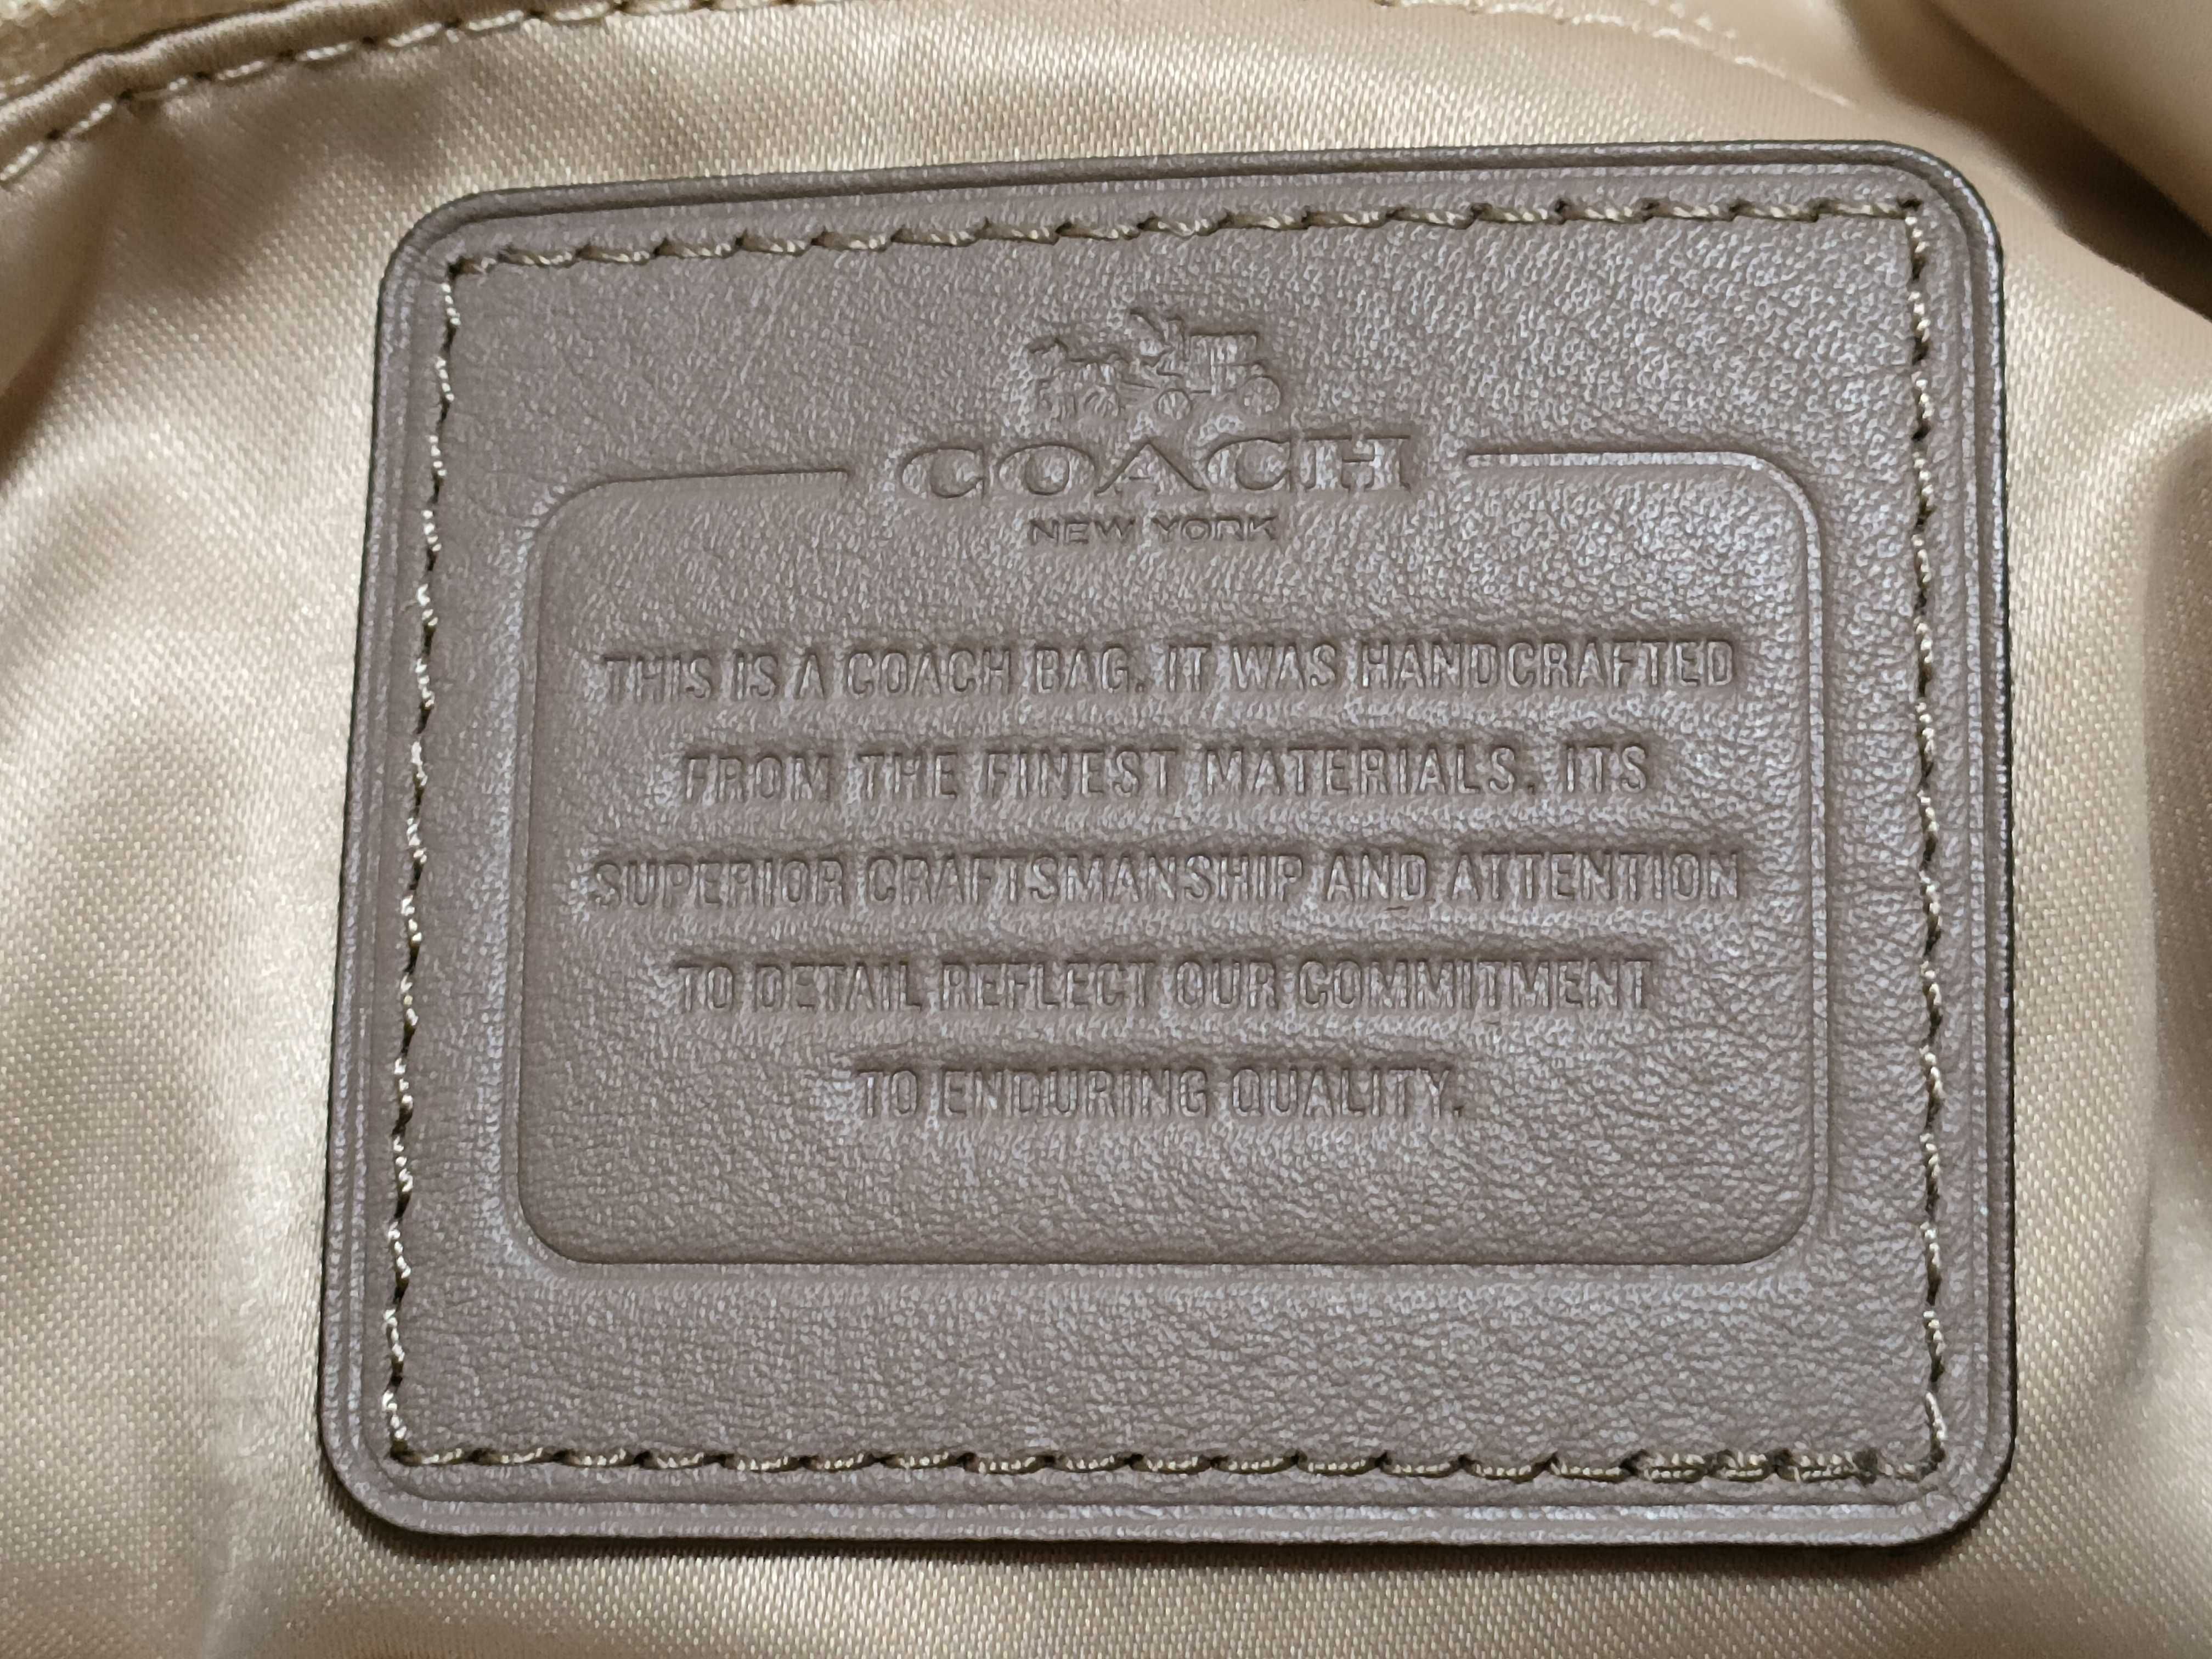 COACH
NEW YORK
THIS IS A COACH BAG. IT WAS HANDCRAFTED
FROM THE FINEST MATERIALS. ITS
SUPERIOR CRAFTSMANSHIP AND ATTENTION
TO DETAIL REFLECT OUR COMMITMENT
TO ENDURING QUALITY.